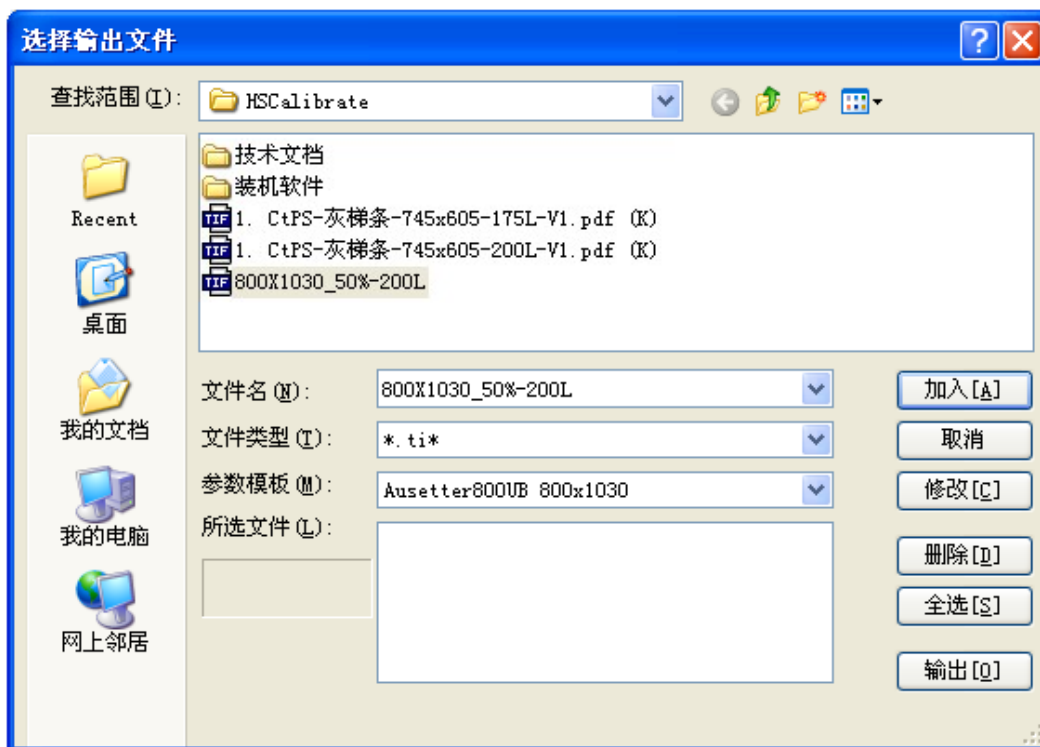 选择输出文件
查找范围(I):
HSCalibrate
Recent
桌面
我的文档
我的电脑
网上邻居
技术文档
装机软件
TIF 1. CtPS-灰梯条-745x605-175L-V1.pdf (K)
TIF 1. CtPS-灰梯条-745x605-200L-V1.pdf (K)
TIF 800X1030_50%-200L
文件名(N):
800X1030_50%-200L
加入[A]
文件类型(T):
*.ti*
取消
参数模板(M):
Ausetter800UB 800x1030
修改[C]
所选文件(L):
删除[D]
全选[S]
输出[O]